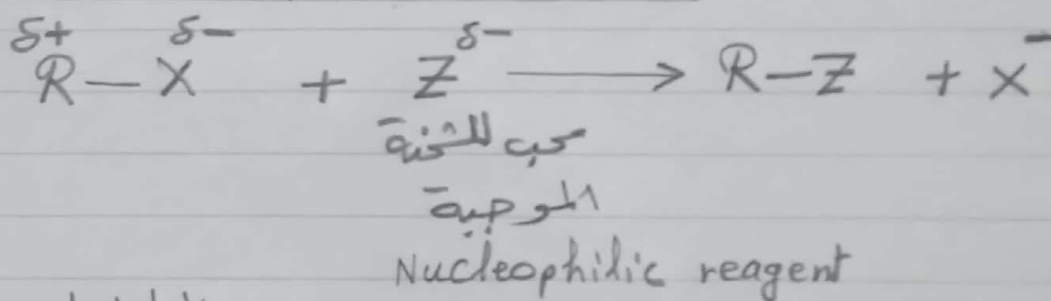 δ+ δ- δ-
R-X + Z → R-Z + X⁻
محب للشحنة
الموجبة
Nucleophilic reagent